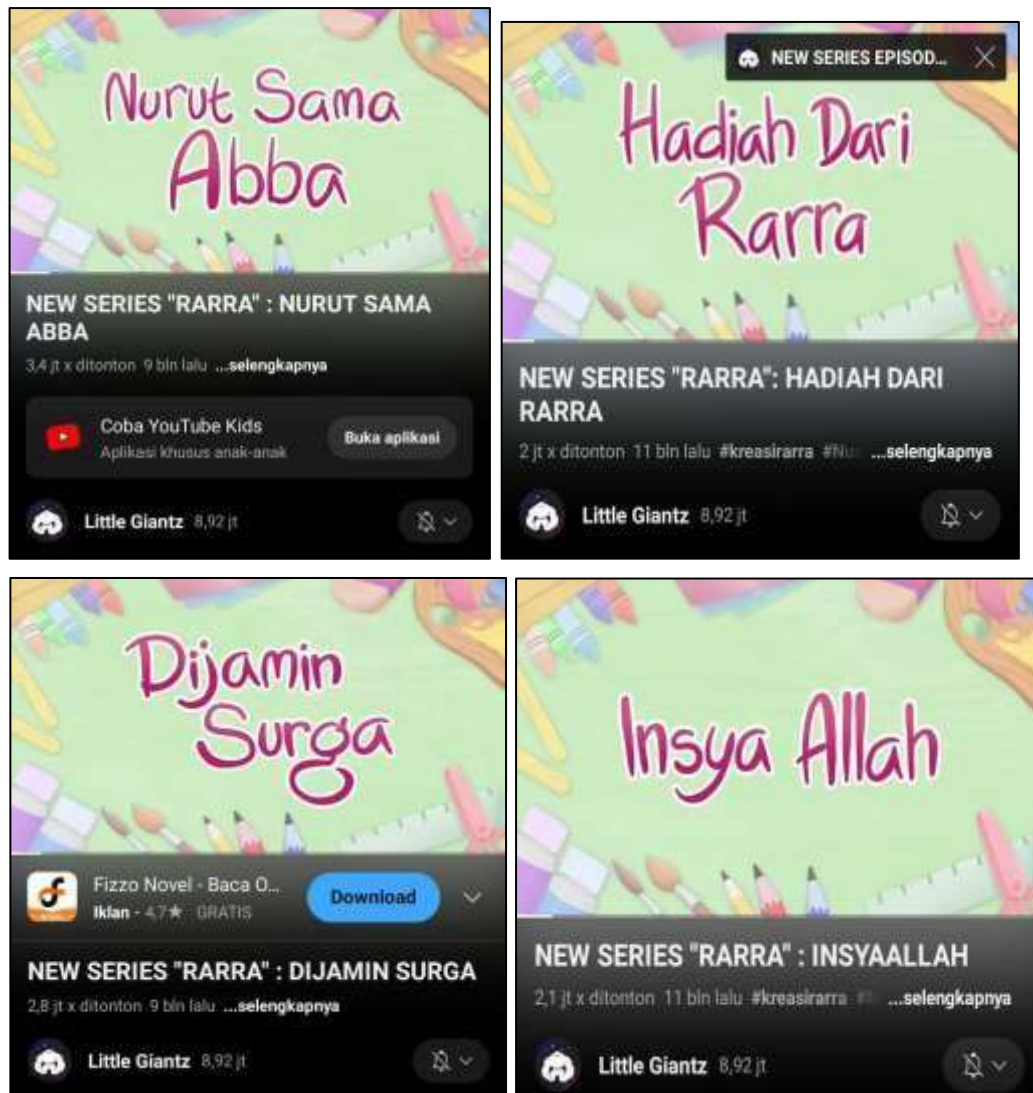 Nurut Sama
Abba
NEW SERIES "RARRA" : NURUT SAMA
ABBA
3,4 jt x ditonton 9 bln lalu ...selengkapnya
Coba YouTube Kids
Aplikasi khusus anak-anak
Buka aplikasi
Little Giantz 8,92 jt
NEW SERIES EPISOD...
Hadiah Dari
Rarra
NEW SERIES "RARRA": HADIAH DARI
RARRA
2 jt x ditonton 11 bln lalu #kreasirarra ...selengkapnya
Little Giantz 8,92 jt
Dijamin
Surga
Fizzo Novel - Baca O...
Iklan - 4,7★ GRATIS
Download
NEW SERIES "RARRA" : DIJAMIN SURGA
2,8 jt x ditonton 9 bln lalu ...selengkapnya
Little Giantz 8,92 jt
Insya Allah
NEW SERIES "RARRA" : INSYAALLAH
2,1 jt x ditonton 11 bln lalu #kreasirarra ...selengkapnya
Little Giantz 8,92 jt